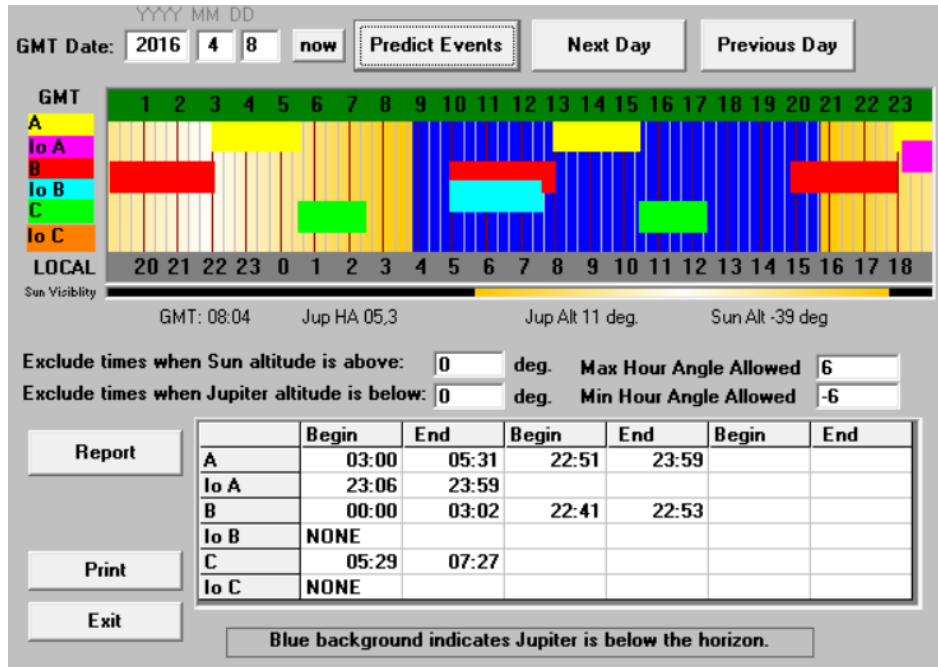 YYYY MM DD
GMT Date: 2016 4 8 now Predict Events Next Day Previous Day
GMT 1 2 3 4 5 6 7 8 9 10 11 12 13 14 15 16 17 18 19 20 21 22 23
A
Io A
B
Io B
C
Io C
LOCAL 20 21 22 23 0 1 2 3 4 5 6 7 8 9 10 11 12 13 14 15 16 17 18
Sun Visiblity
GMT: 08:04 Jup HA 05,3 Jup Alt 11 deg. Sun Alt -39 deg
Exclude times when Sun altitude is above: 0 deg. Max Hour Angle Allowed 6
Exclude times when Jupiter altitude is below: 0 deg. Min Hour Angle Allowed -6
Report
Begin End Begin End Begin End
A 03:00 05:31 22:51 23:59
Io A 23:06 23:59
B 00:00 03:02 22:41 22:53
Io B NONE
Print
C 05:29 07:27
Io C NONE
Exit
Blue background indicates Jupiter is below the horizon.